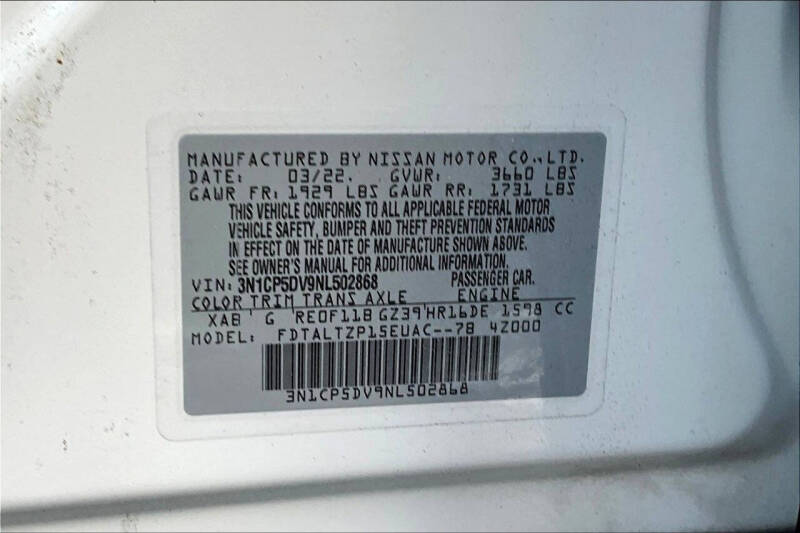 MANUFACTURED BY NISSAN MOTOR CO.,LTD.
DATE: 03/22. GVWR: 3660 LBS
GAWR FR: 1929 LBS GAWR RR: 1731 LBS
THIS VEHICLE CONFORMS TO ALL APPLICABLE FEDERAL MOTOR
VEHICLE SAFETY, BUMPER AND THEFT PREVENTION STANDARDS
IN EFFECT ON THE DATE OF MANUFACTURE SHOWN ABOVE.
SEE OWNER'S MANUAL FOR ADDITIONAL INFORMATION.
VIN: 3N1CP5DV9NL502868 PASSENGER CAR.
COLOR TRIM TRANS AXLE ENGINE
XAB ' G ' RE0F11B GZ39'HR16DE 1598 CC
MODEL: FDTALTZP15EUAC--78 4Z000
3N1CP5DV9NL502868